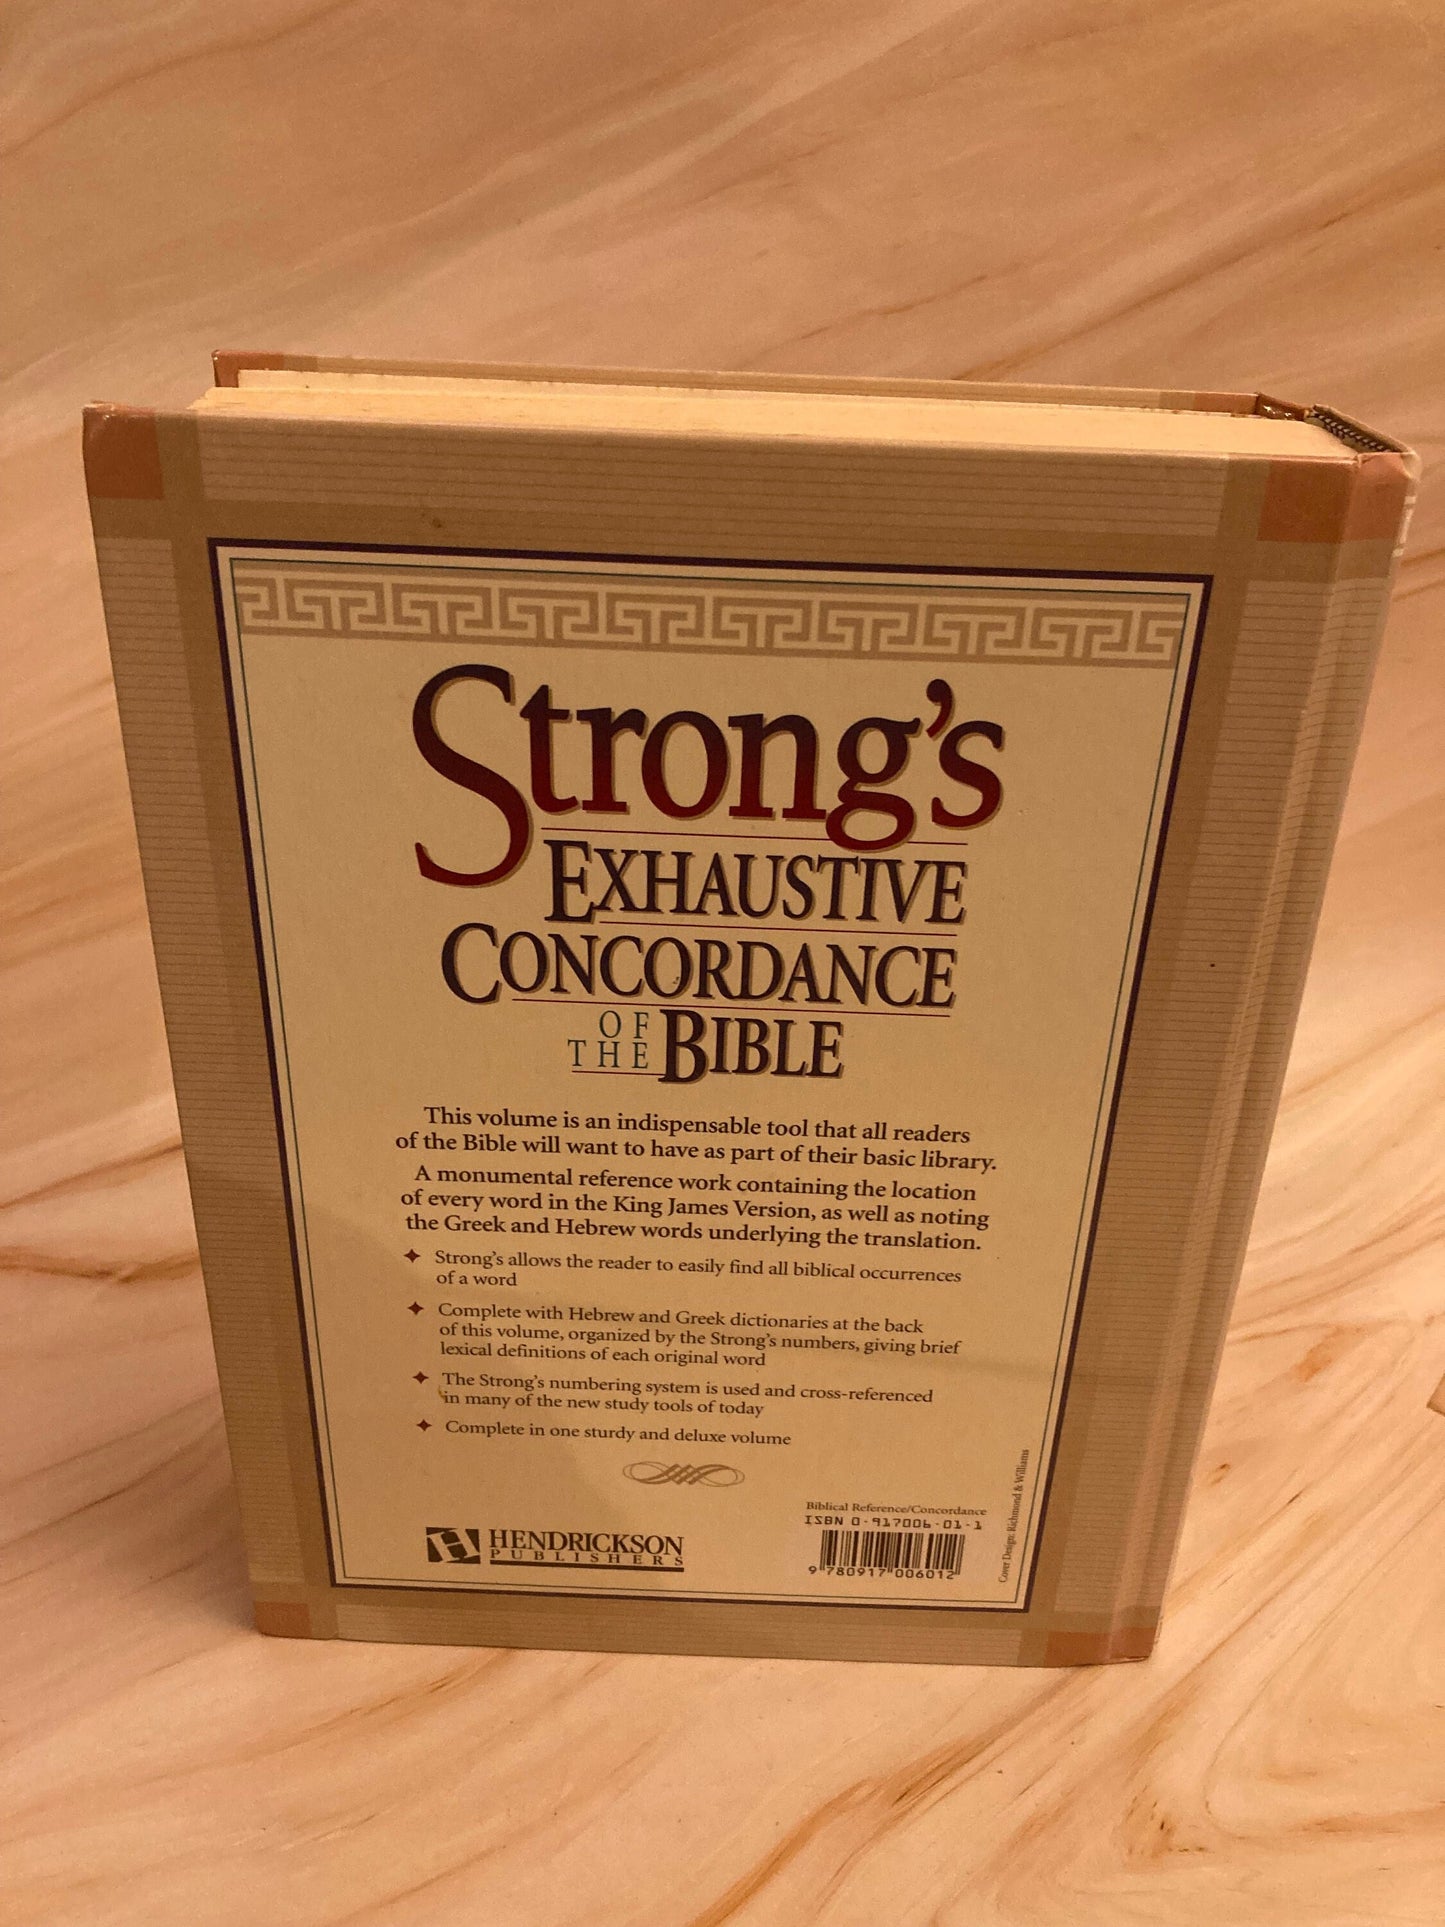 Strong's
EXHAUSTIVE
CONCORDANCE
OF
THE BIBLE
This volume is an indispensable tool that all readers
of the Bible will want to have as part of their basic library.
A monumental reference work containing the location
of every word in the King James Version, as well as noting
the Greek and Hebrew words underlying the translation.
✦ Strong's allows the reader to easily find all biblical occurrences
of a word
✦ Complete with Hebrew and Greek dictionaries at the back
of this volume, organized by the Strong's numbers, giving brief
lexical definitions of each original word
✦ The Strong's numbering system is used and cross-referenced
in many of the new study tools of today
✦ Complete in one sturdy and deluxe volume
H HENDRICKSON
PUBLISHERS
Biblical Reference/Concordance
ISBN 0-917006-01-1
9 780917 006012
Cover Design: Richmond & Williams